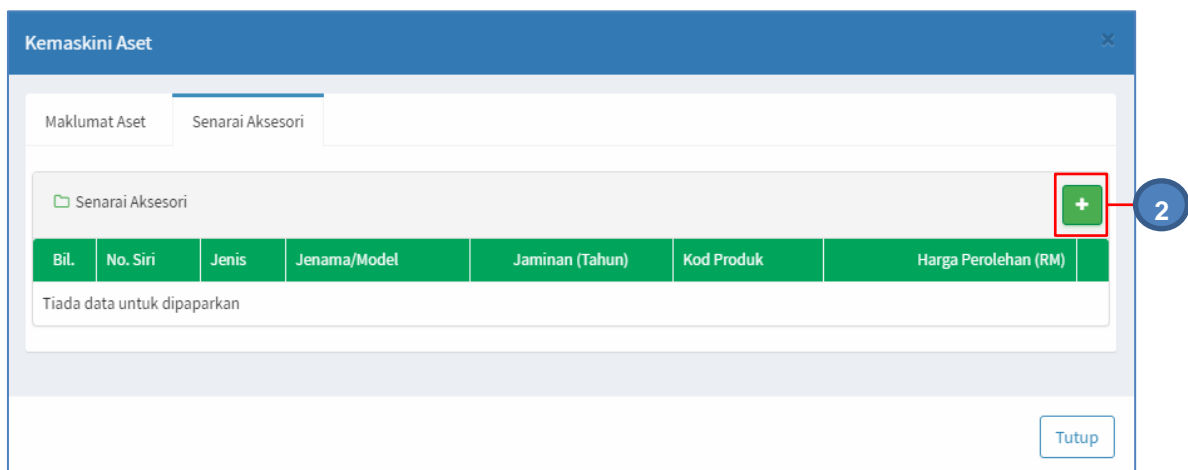 Kemaskini Aset ×
Maklumat Aset Senarai Aksesori
Senarai Aksesori + 2
Bil. No. Siri Jenis Jenama/Model Jaminan (Tahun) Kod Produk Harga Perolehan (RM)
Tiada data untuk dipaparkan
Tutup